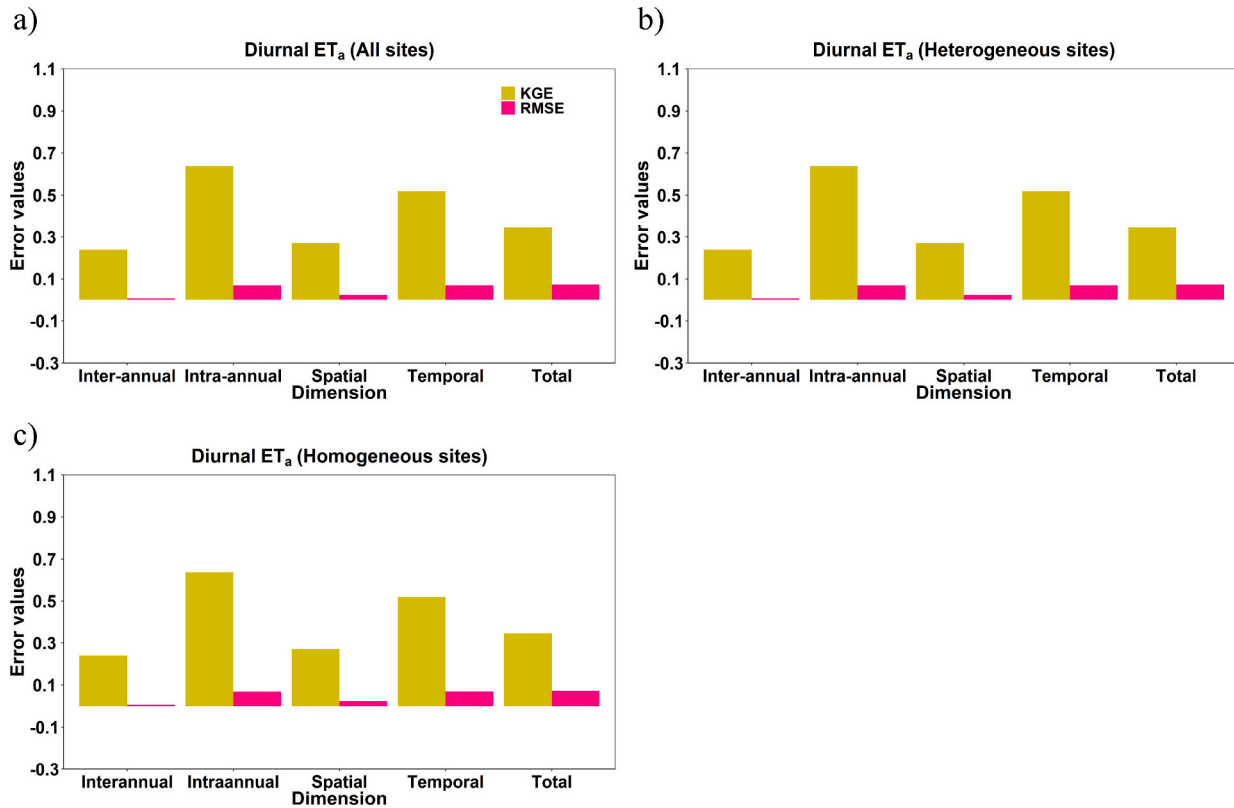 a)
Diurnal ETa (All sites)
1.1
0.9
0.7
0.5
0.3
0.1
-0.1
-0.3
Error values
KGE
RMSE
Inter-annual Intra-annual Spatial Temporal Total
Dimension
b)
Diurnal ETa (Heterogeneous sites)
1.1
0.9
0.7
0.5
0.3
0.1
-0.1
-0.3
Error values
Inter-annual Intra-annual Spatial Temporal Total
Dimension
c)
Diurnal ETa (Homogeneous sites)
1.1
0.9
0.7
0.5
0.3
0.1
-0.1
-0.3
Error values
Interannual Intraannual Spatial Temporal Total
Dimension